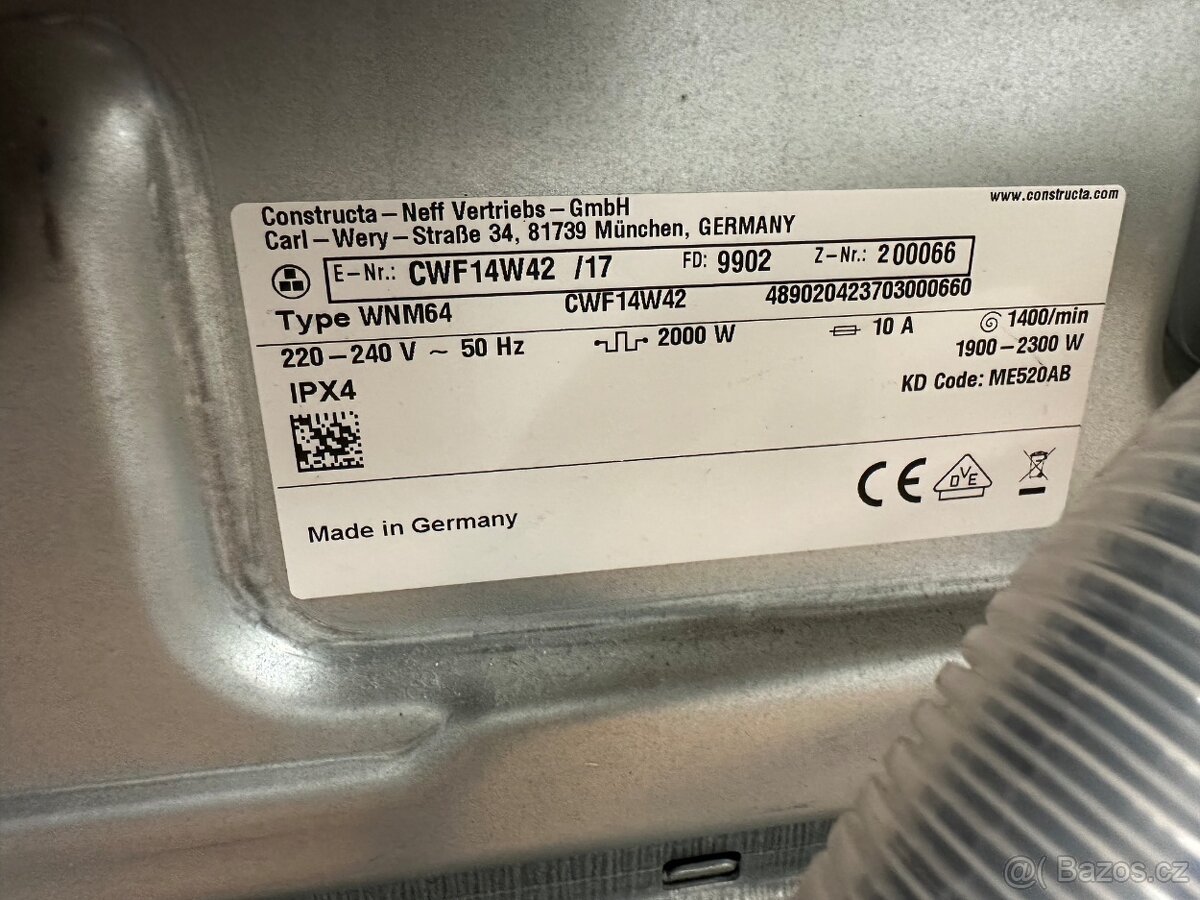 www.constructa.com
Constructa-Neff Vertriebs-GmbH
Carl-Wery-Straße 34, 81739 München, GERMANY
E-Nr.: CWF14W42 /17 FD: 9902 Z-Nr.: 200066
Type WNM64 CWF14W42 489020423703000660
220-240 V ~ 50 Hz 2000 W 10 A 1400/min
1900-2300 W
IPX4 KD Code: ME520AB
CE DVE
Made in Germany
@( Bazos.cz